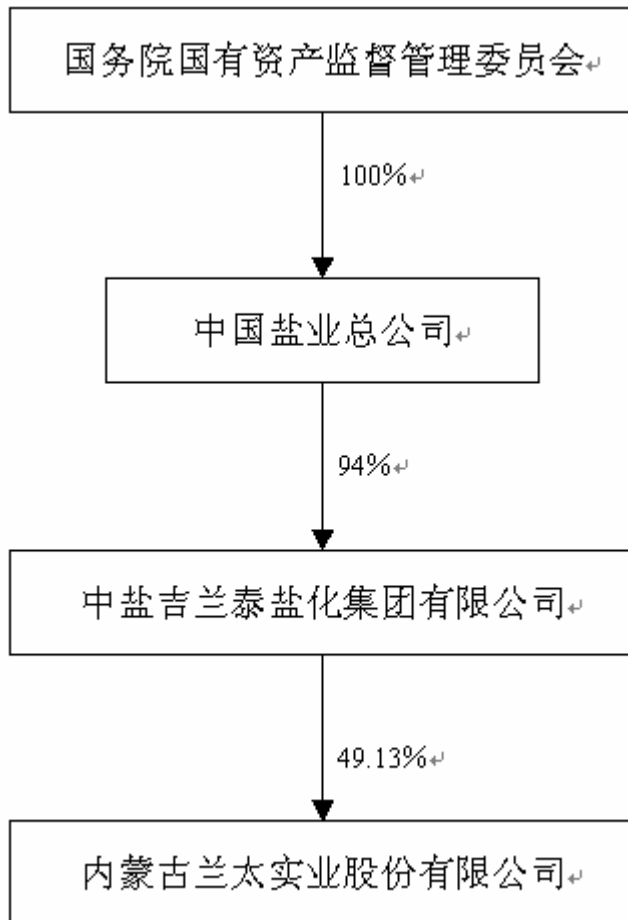 国务院国有资产监督管理委员会↵
100%↵
中国盐业总公司↵
94%↵
中盐吉兰泰盐化集团有限公司↵
49.13%↵
内蒙古兰太实业股份有限公司↵